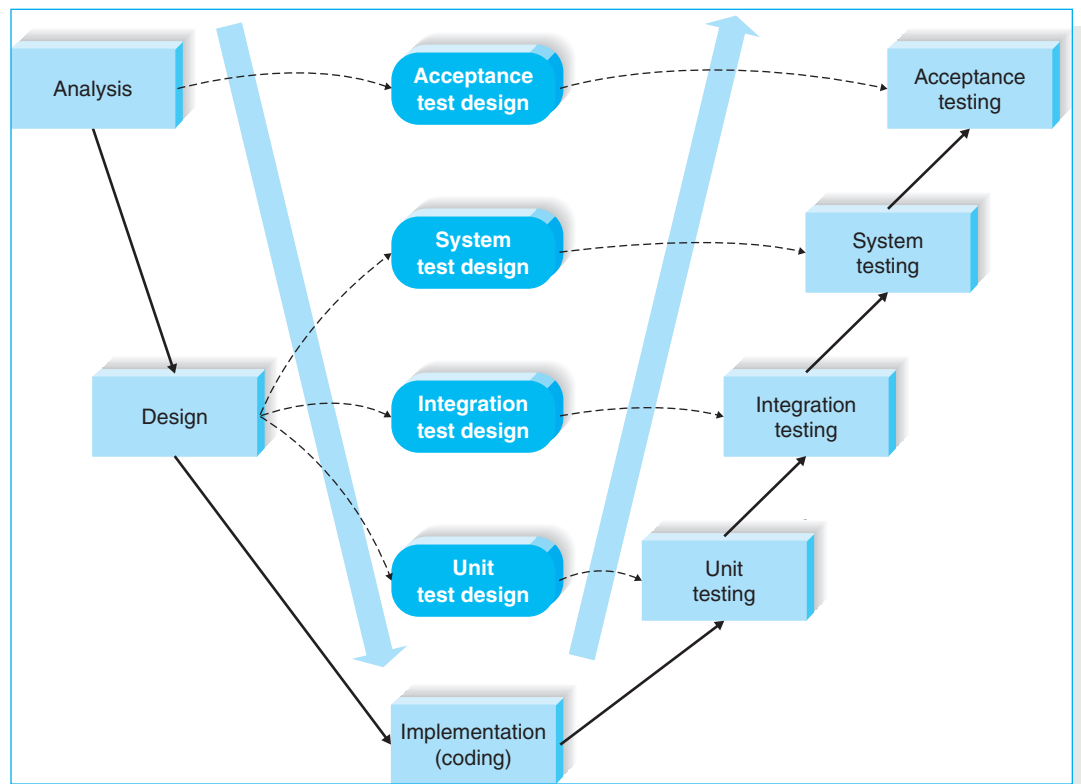 Analysis
Acceptance
test design
Acceptance
testing
System
test design
System
testing
Design
Integration
test design
Integration
testing
Unit
test design
Unit
testing
Implementation
(coding)